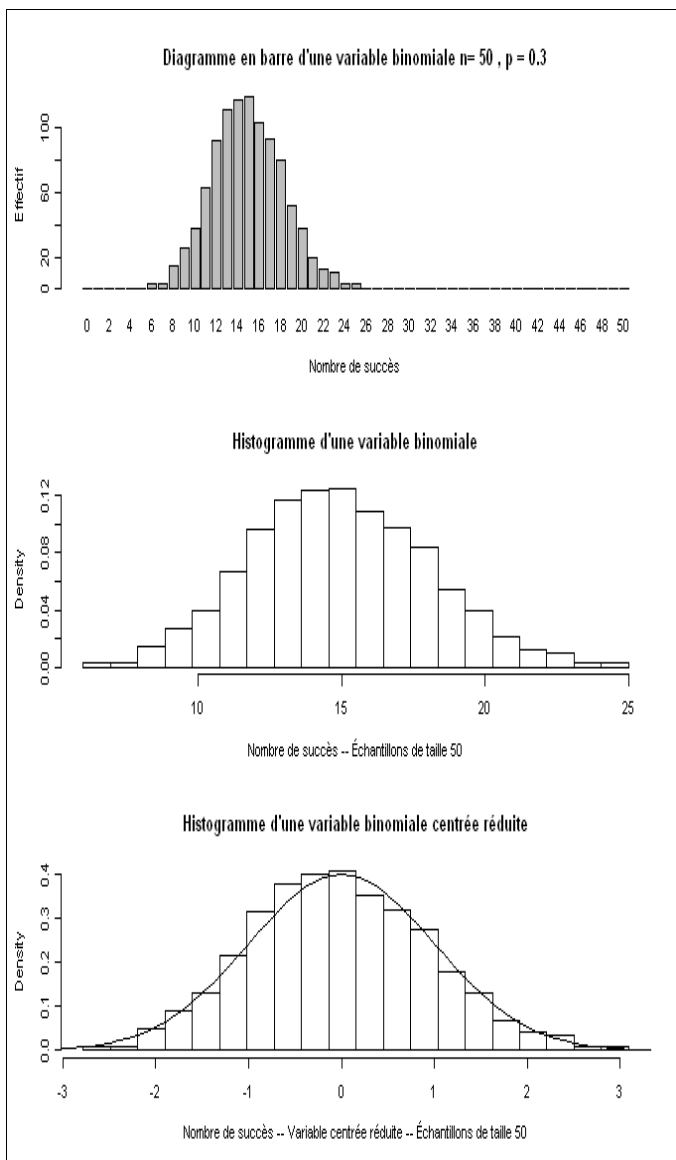 Diagramme en barre d'une variable binomiale n= 50 , p = 0.3
100
60
20
0
Effectif
0 2 4 6 8 10 12 14 16 18 20 22 24 26 28 30 32 34 36 38 40 42 44 46 48 50
Nombre de succès
Histogramme d'une variable binomiale
0.12
0.08
0.04
0.00
Density
10 15 20 25
Nombre de succès -- Échantillons de taille 50
Histogramme d'une variable binomiale centrée réduite
0.4
0.3
0.2
0.1
0.0
Density
-3 -2 -1 0 1 2 3
Nombre de succès -- Variable centrée réduite -- Échantillons de taille 50